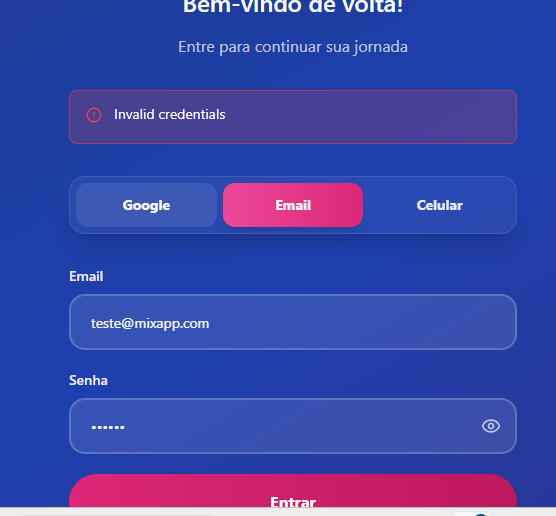 Bem-vindo de volta!
Entre para continuar sua jornada
Invalid credentials
Google Email Celular
Email
teste@mixapp.com
Senha
••••••
Entrar